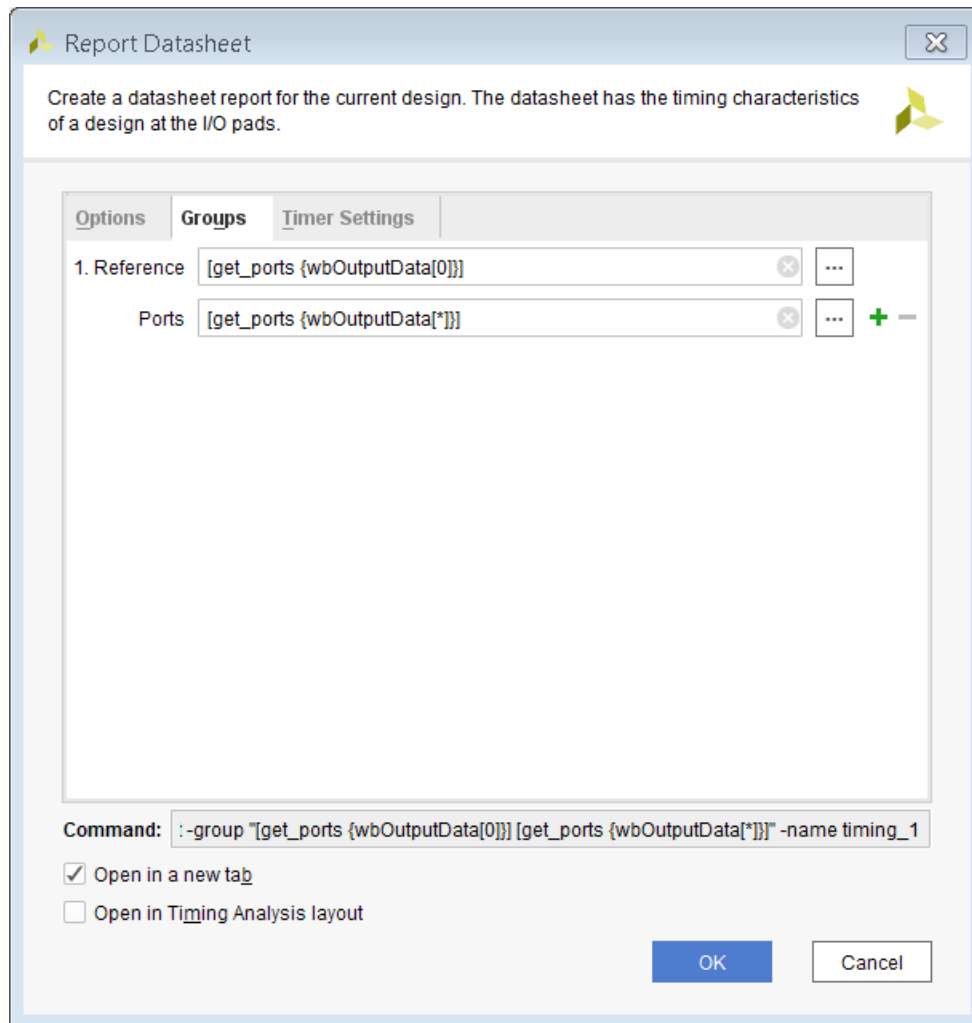 Report Datasheet
Create a datasheet report for the current design. The datasheet has the timing characteristics
of a design at the I/O pads.
Options Groups Timer Settings
1. Reference [get_ports {wbOutputData[0]}] ...
Ports [get_ports {wbOutputData[*]}] ...
Command: :-group "[get_ports {wbOutputData[0]}] [get_ports {wbOutputData[*]}]" -name timing_1
Open in a new tab
Open in Timing Analysis layout
OK Cancel